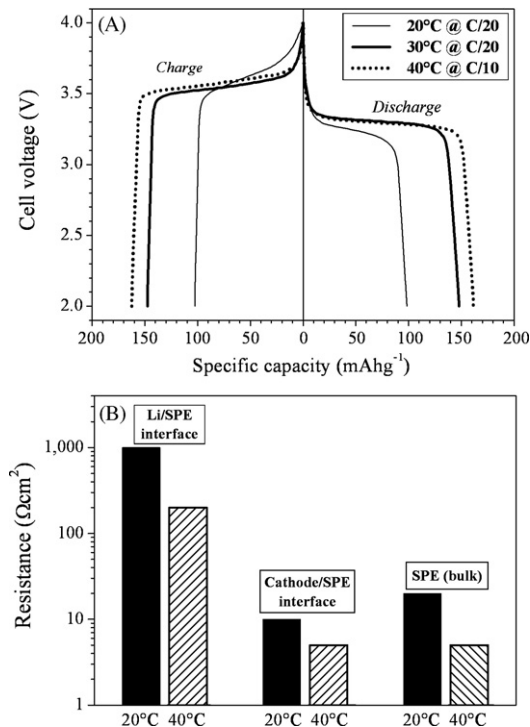 (A)
20°C @ C/20
30°C @ C/20
40°C @ C/10
Charge
Discharge
Cell voltage (V)
4.0
3.5
3.0
2.5
2.0
200 150 100 50 0 50 100 150 200
Specific capacity (mAhg-1)
(B)
Li/SPE
interface
Cathode/SPE
interface
SPE (bulk)
Resistance (Ωcm²)
1,000
100
10
1
20°C 40°C 20°C 40°C 20°C 40°C